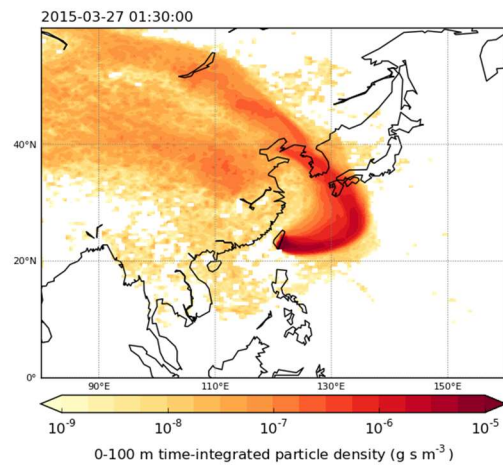 2015-03-27 01:30:00
40°N
20°N
0°
90°E 110°E 130°E 150°E
10⁻⁹ 10⁻⁸ 10⁻⁷ 10⁻⁶ 10⁻⁵
0-100 m time-integrated particle density (g s m⁻³)